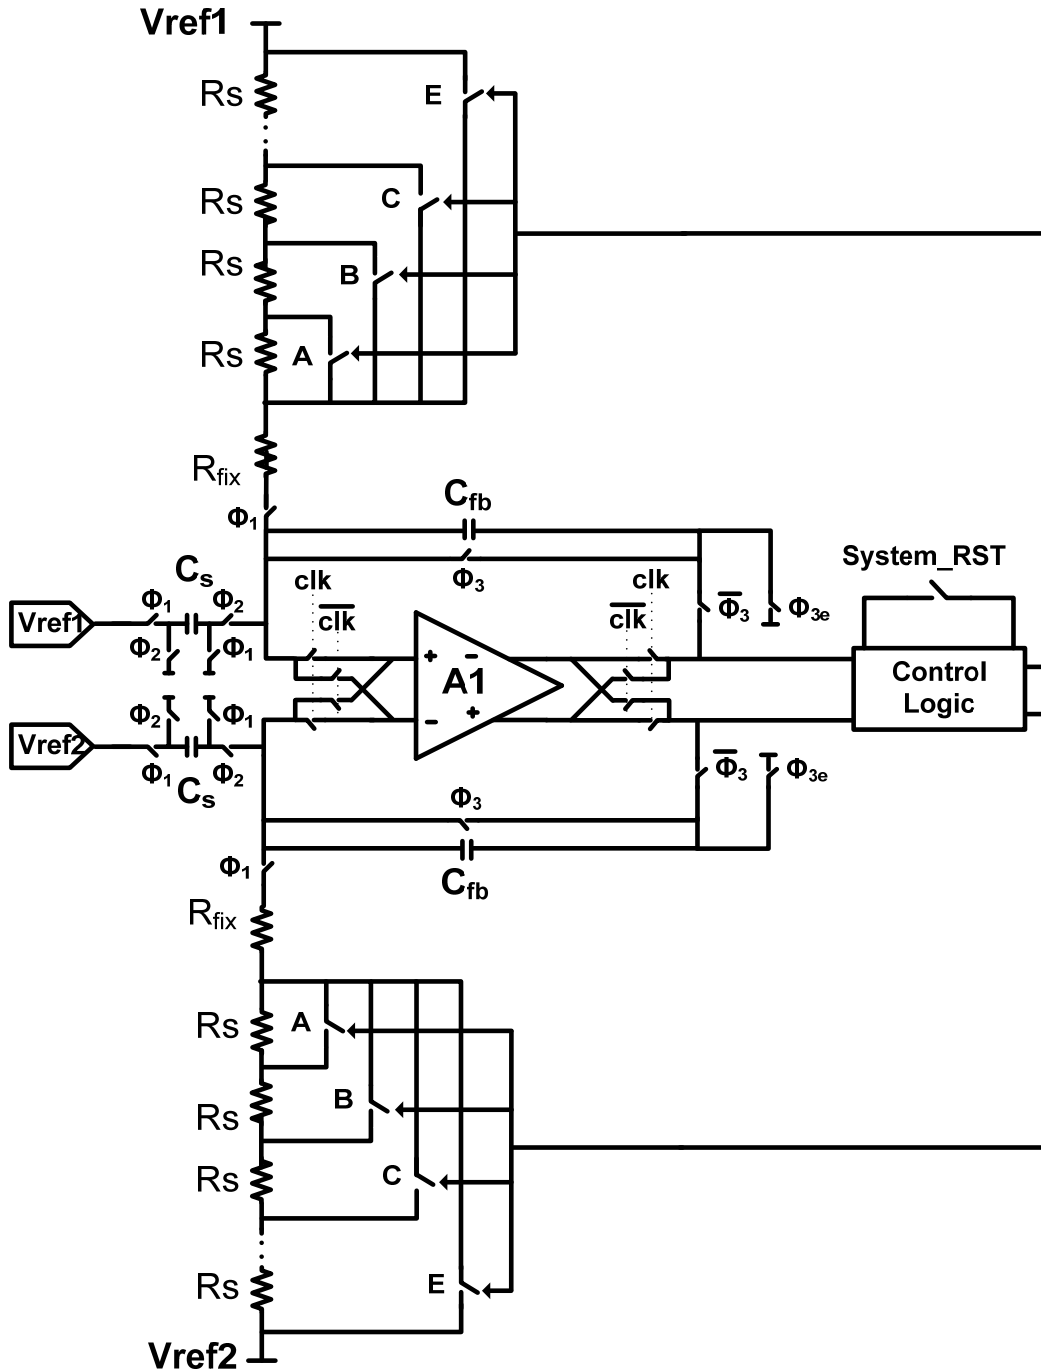 Vref1
Rs
E
Rs
C
Rs
B
Rs
A
Rfix
Φ1
Cfb
Φ3
System_RST
Cs
clk
clk
Φ1
Φ2
clk
clk
Φ3
Φ3e
Vref1
Φ2
Φ1
+
-
A1
Control
Logic
Φ2
Φ1
-
+
Vref2
Φ1
Φ2
Φ3
Φ3e
Cs
Φ3
Φ1
Cfb
Rfix
Rs
A
Rs
B
Rs
C
Rs
E
Vref2